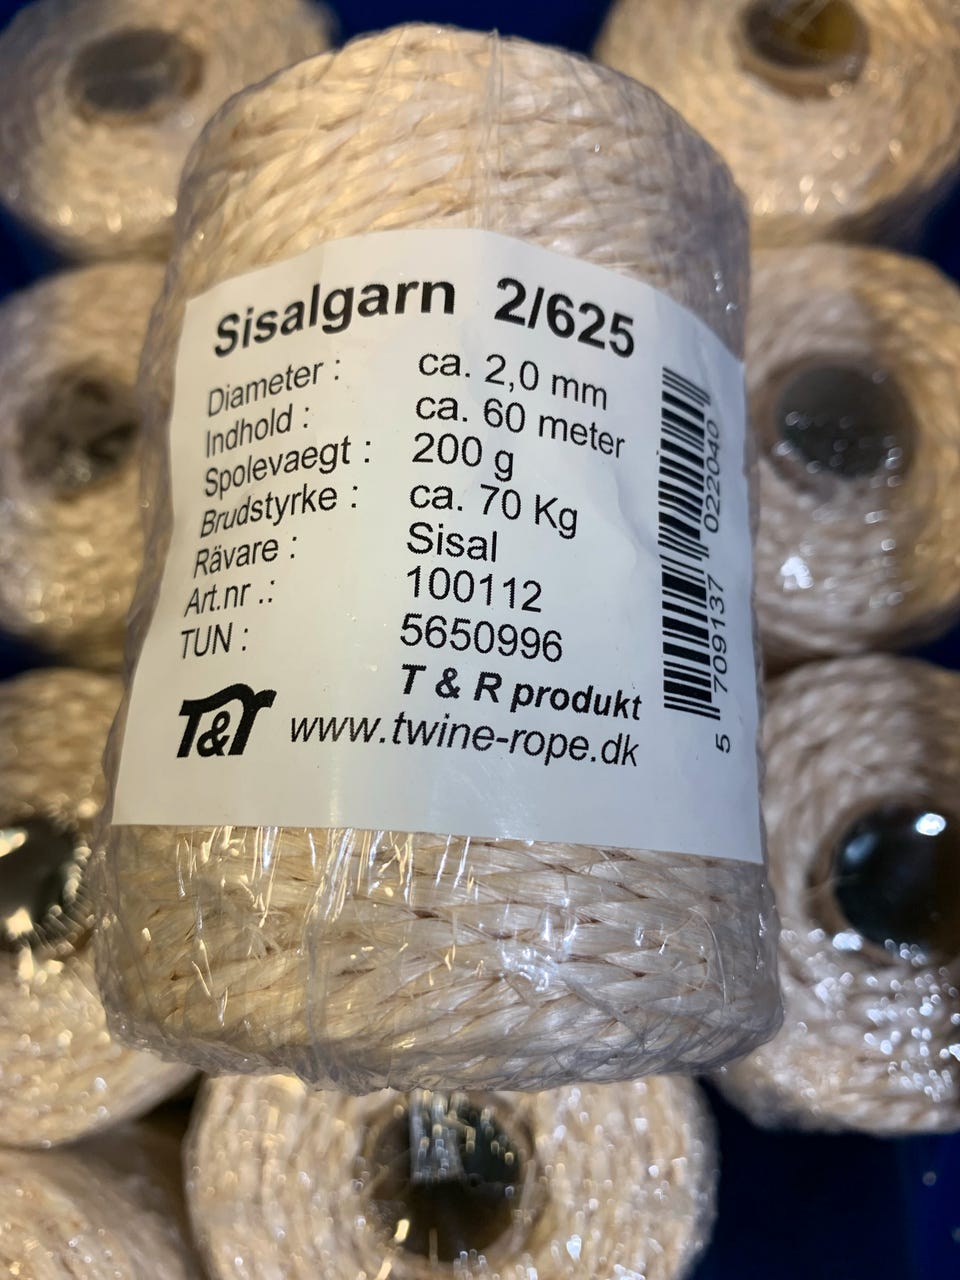 Sisalgarn 2/625
Diameter : ca. 2,0 mm
Indhold : ca. 60 meter
Spolevaegt : 200 g
Brudstyrke : ca. 70 Kg
Råvare : Sisal
Art.nr .: 100112
TUN : 5650996
T & R produkt
T&T www.twine-rope.dk
5 709137 022040